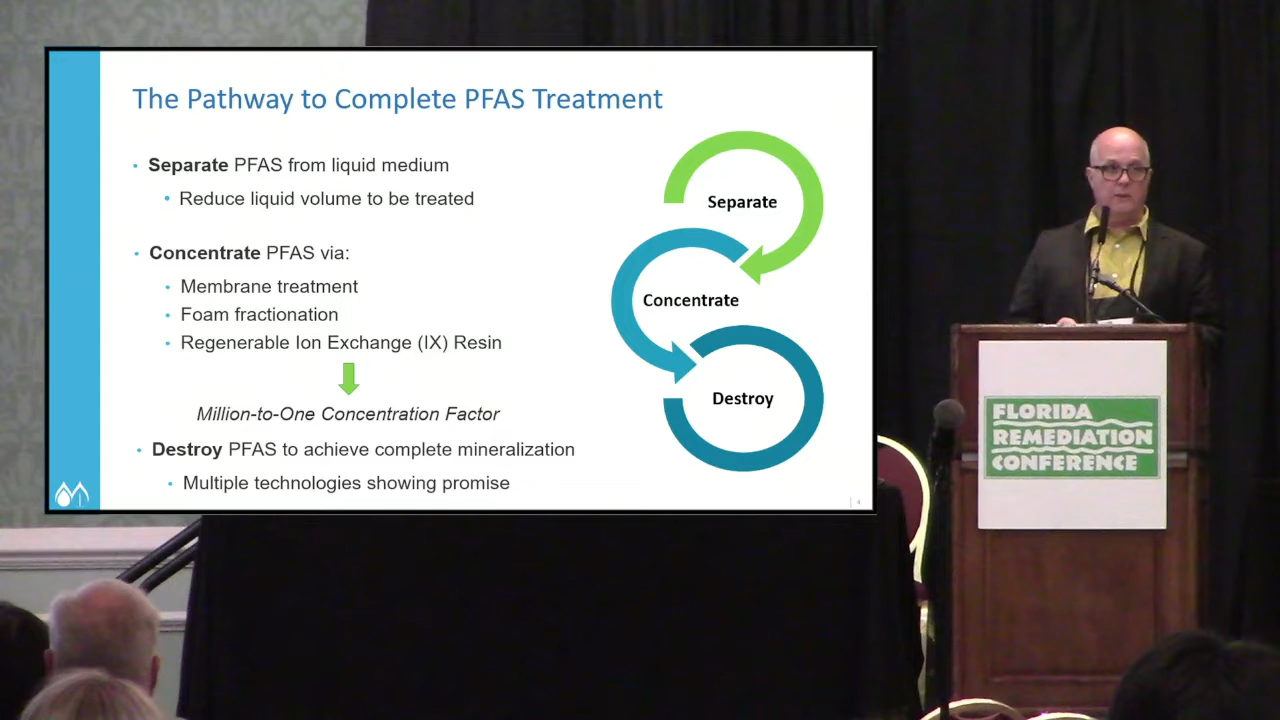 The Pathway to Complete PFAS Treatment
• Separate PFAS from liquid medium
• Reduce liquid volume to be treated
• Concentrate PFAS via:
• Membrane treatment
• Foam fractionation
• Regenerable Ion Exchange (IX) Resin
Million-to-One Concentration Factor
• Destroy PFAS to achieve complete mineralization
• Multiple technologies showing promise
Separate
Concentrate
Destroy
4
FLORIDA
REMEDIATION
CONFERENCE